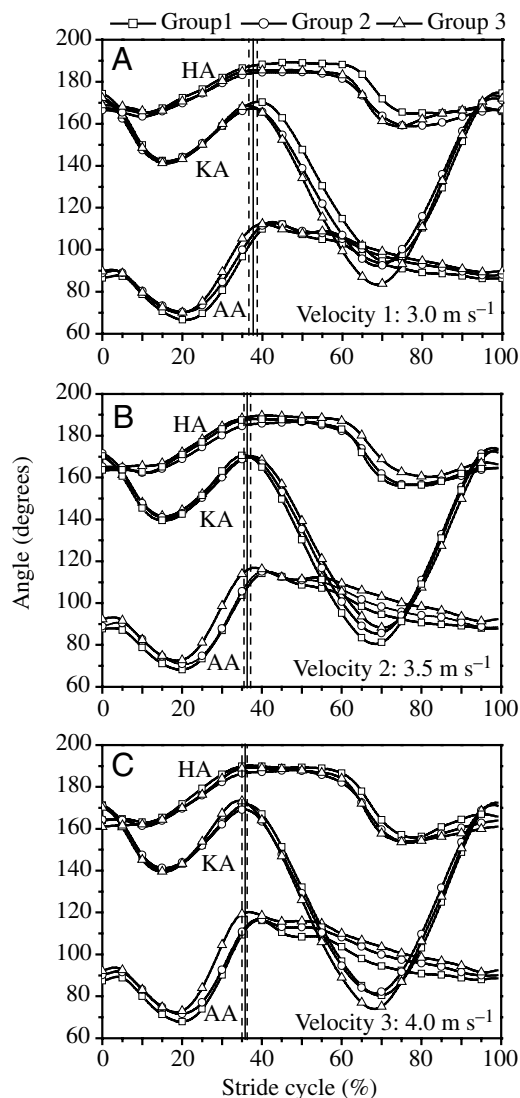 Group1 Group 2 Group 3
A
200
180
160
140
120
100
80
60
HA
KA
AA
Velocity 1: 3.0 m s−1
0 20 40 60 80 100
B
200
180
160
140
120
100
80
60
HA
KA
AA
Velocity 2: 3.5 m s−1
0 20 40 60 80 100
Angle (degrees)
C
200
180
160
140
120
100
80
60
HA
KA
AA
Velocity 3: 4.0 m s−1
0 20 40 60 80 100
Stride cycle (%)